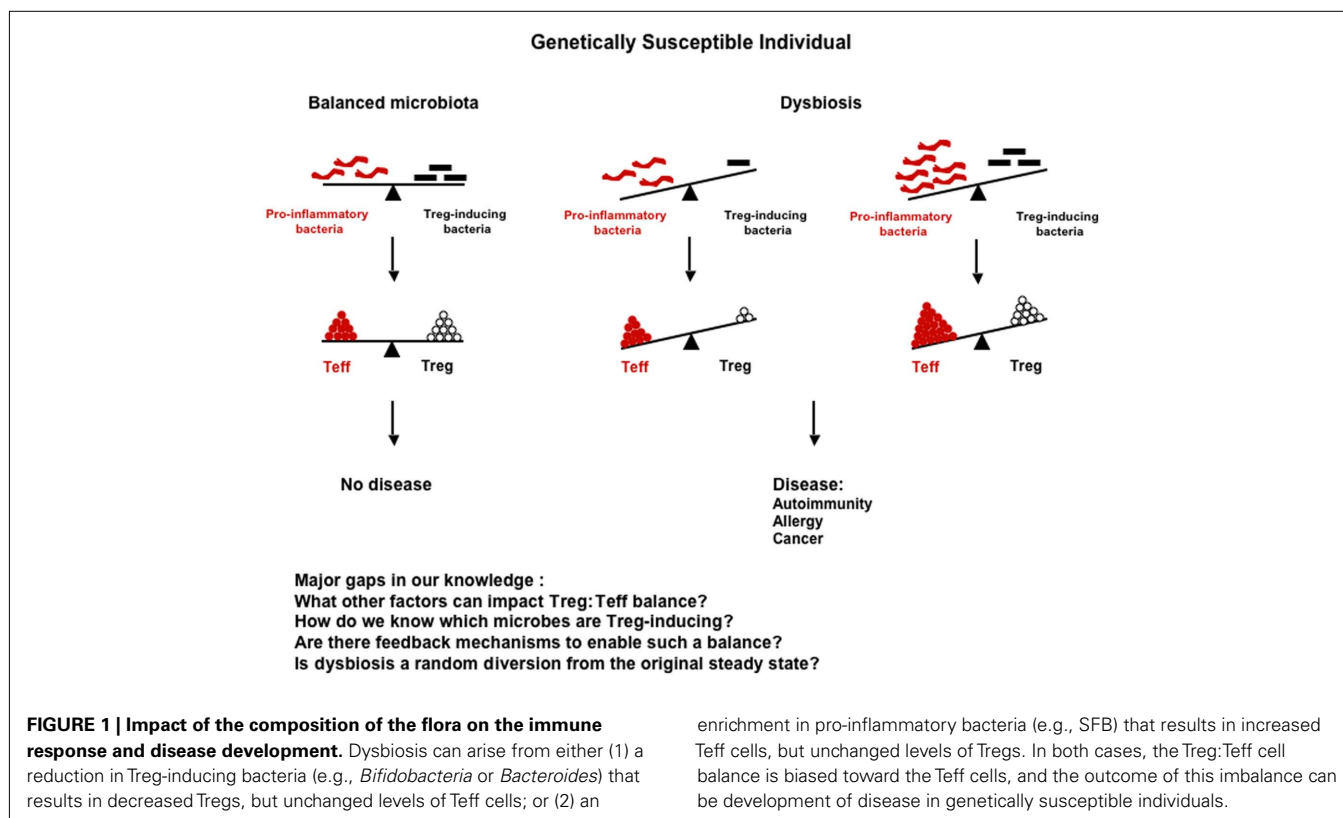 Genetically Susceptible Individual
Balanced microbiota
Dysbiosis
Pro-inflammatory
bacteria
Treg-inducing
bacteria
Pro-inflammatory
bacteria
Treg-inducing
bacteria
Pro-inflammatory
bacteria
Treg-inducing
bacteria
Teff
Treg
Teff
Treg
Teff
Treg
No disease
Disease:
Autoimmunity
Allergy
Cancer
Major gaps in our knowledge :
What other factors can impact Treg:Teff balance?
How do we know which microbes are Treg-inducing?
Are there feedback mechanisms to enable such a balance?
Is dysbiosis a random diversion from the original steady state?
FIGURE 1 | Impact of the composition of the flora on the immune
response and disease development. Dysbiosis can arise from either (1) a
reduction in Treg-inducing bacteria (e.g., Bifidobacteria or Bacteroides) that
results in decreased Tregs, but unchanged levels of Teff cells; or (2) an
enrichment in pro-inflammatory bacteria (e.g., SFB) that results in increased
Teff cells, but unchanged levels of Tregs. In both cases, the Treg:Teff cell
balance is biased toward the Teff cells, and the outcome of this imbalance can
be development of disease in genetically susceptible individuals.